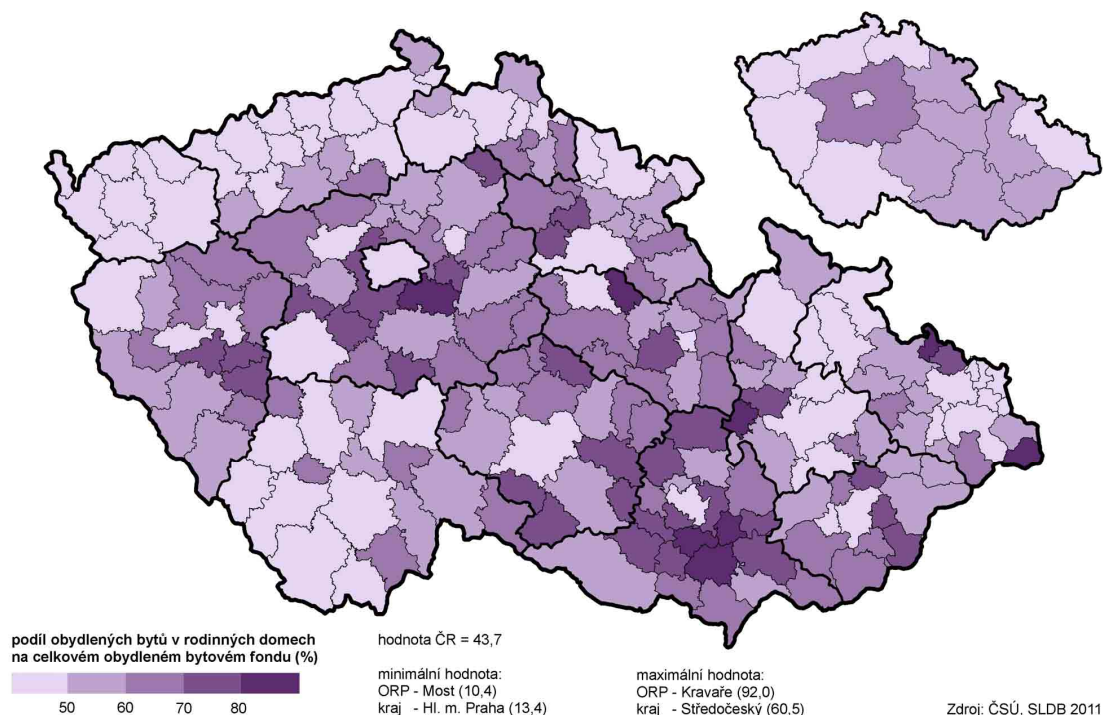 podíl obydlených bytů v rodinných domech
na celkovém obydleném bytovém fondu (%)
50 60 70 80
hodnota ČR = 43,7
minimální hodnota:
ORP - Most (10,4)
kraj - Hl. m. Praha (13,4)
maximální hodnota:
ORP - Kravaře (92,0)
kraj - Středočeský (60,5)
Zdroj: ČSÚ, SLDB 2011